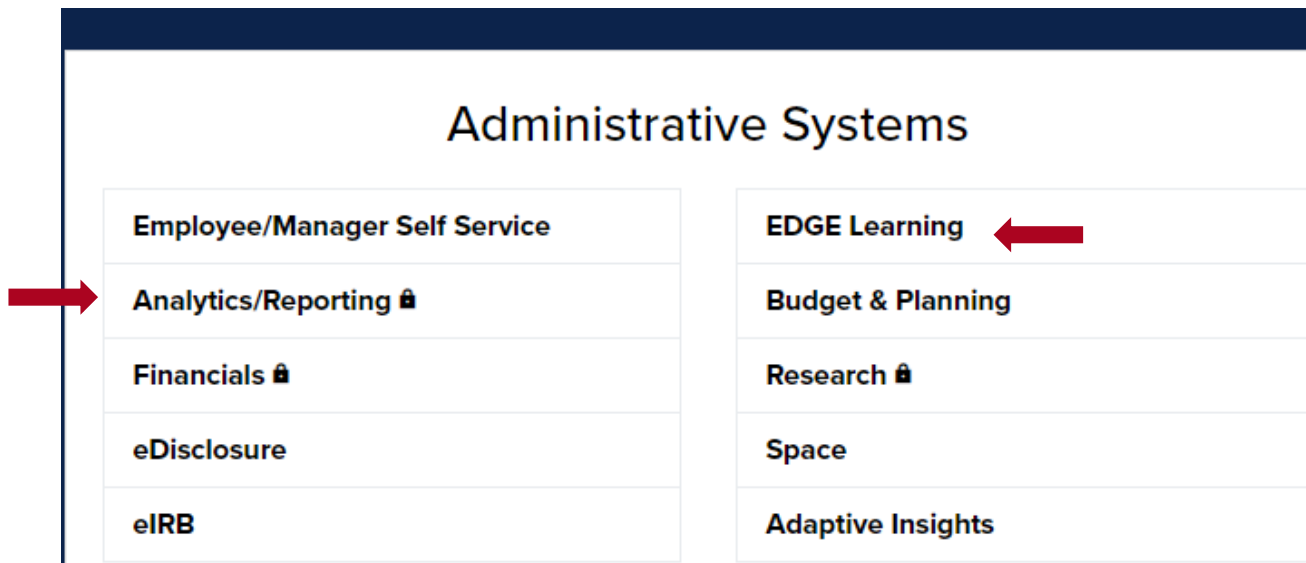 Administrative Systems
Employee/Manager Self Service
Analytics/Reporting
Financials
eDisclosure
eIRB
EDGE Learning
Budget & Planning
Research
Space
Adaptive Insights